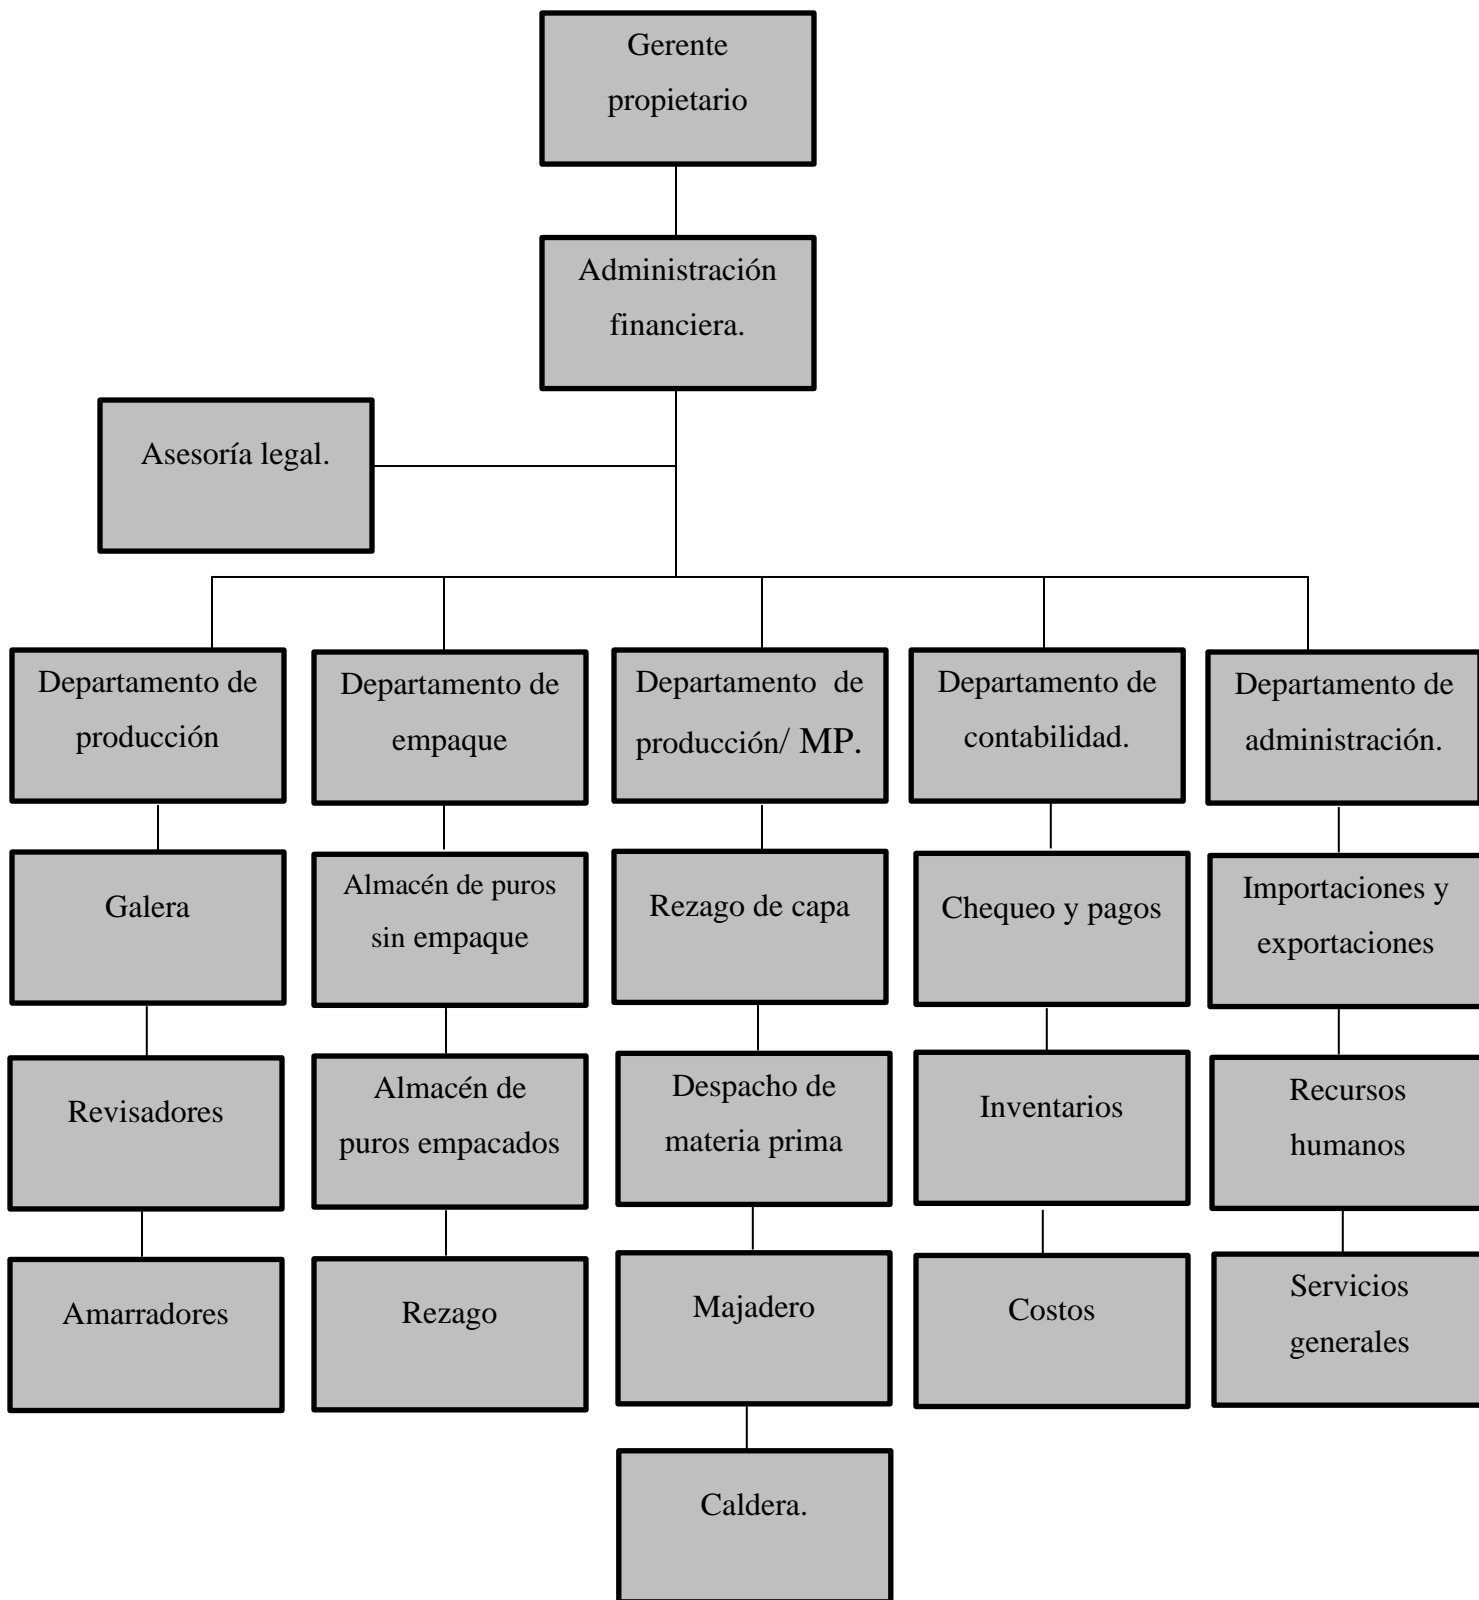 Gerente
propietario
Administración
financiera.
Asesoría legal.
Departamento de
producción
Departamento de
empaque
Departamento de
producción/ MP.
Departamento de
contabilidad.
Departamento de
administración.
Galera
Almacén de puros
sin empaque
Rezago de capa
Chequeo y pagos
Importaciones y
exportaciones
Revisadores
Almacén de
puros empacados
Despacho de
materia prima
Inventarios
Recursos
humanos
Amarradores
Rezago
Majadero
Costos
Servicios
generales
Caldera.